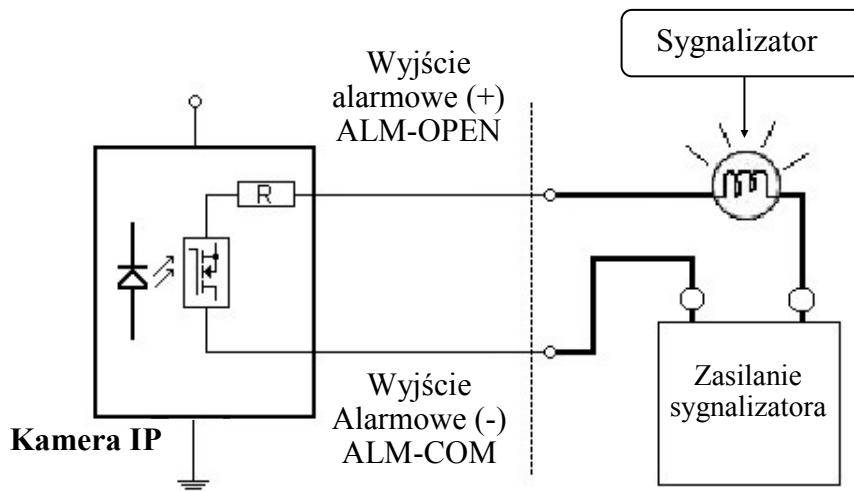 Sygnalizator
Wyjście
alarmowe (+)
ALM-OPEN
R
Zasilanie
sygnalizatora
Wyjście
Alarmowe (-)
ALM-COM
Kamera IP